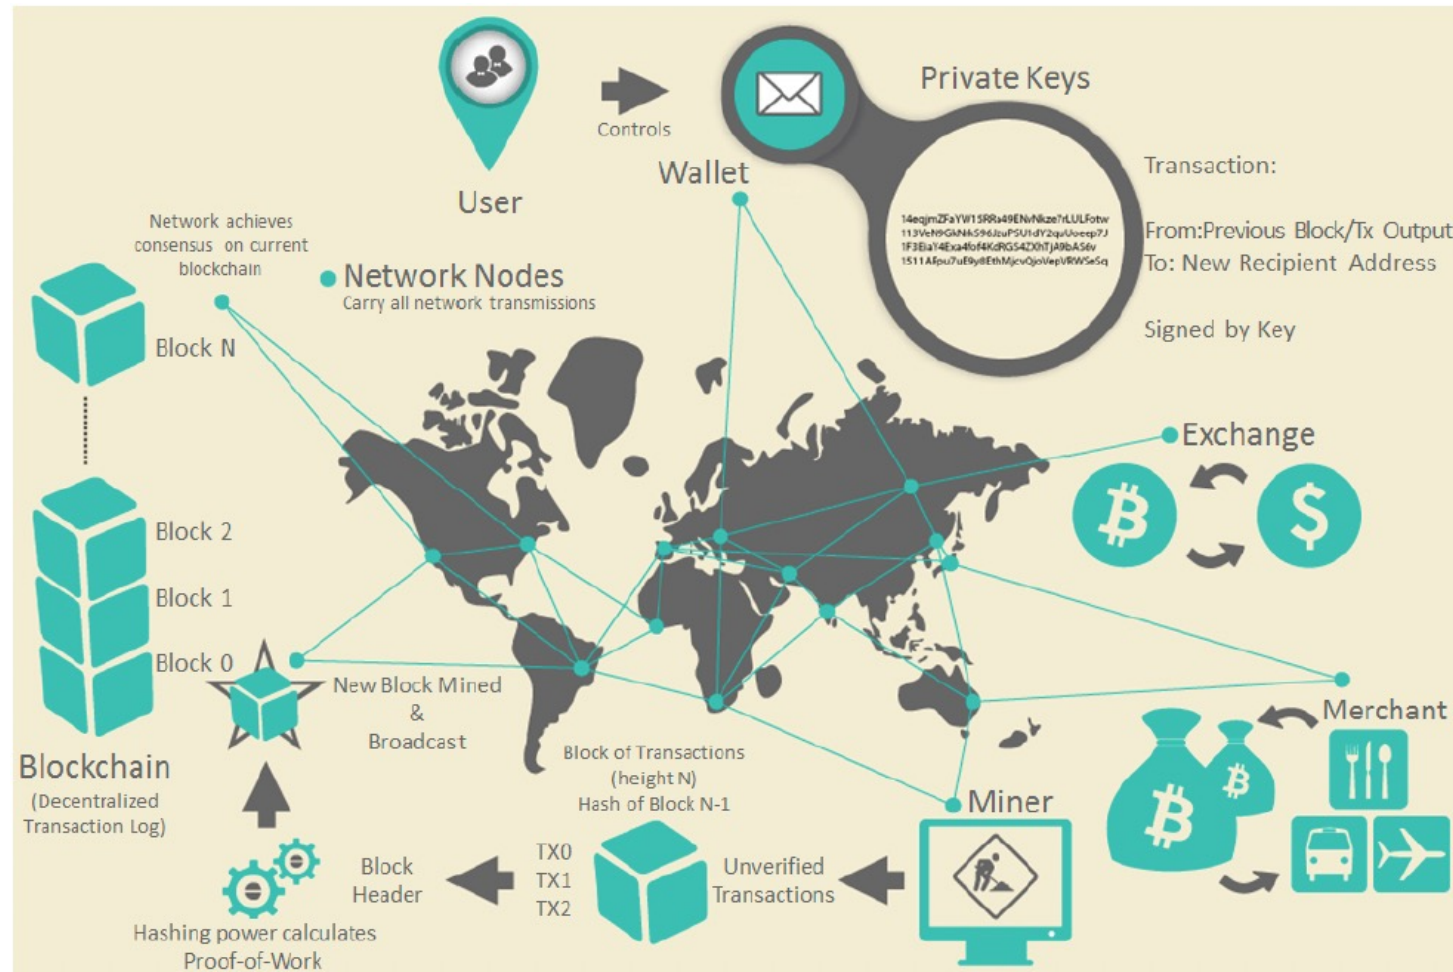 Private Keys
Controls
Wallet
User
Transaction:
From:Previous Block/Tx Output
To: New Recipient Address
Signed by Key
Network achieves
consensus on current
blockchain
Network Nodes
Carry all network transmissions
Block N
Exchange
Block 2
Block 1
Block 0
New Block Mined
&
Broadcast
Merchant
Blockchain
(Decentralized
Transaction Log)
Block of Transactions
(height N)
Hash of Block N-1
Miner
TX0
TX1
TX2
Block
Header
Unverified
Transactions
Hashing power calculates
Proof-of-Work